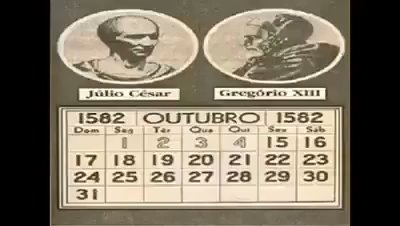 Júlio César Gregório XIII
1582 OUTUBRO 1582
Dom Seg Ter Qua Qui Sex Sáb
1 2 3 4 15 16
17 18 19 20 21 22 23
24 25 26 27 28 29 30
31